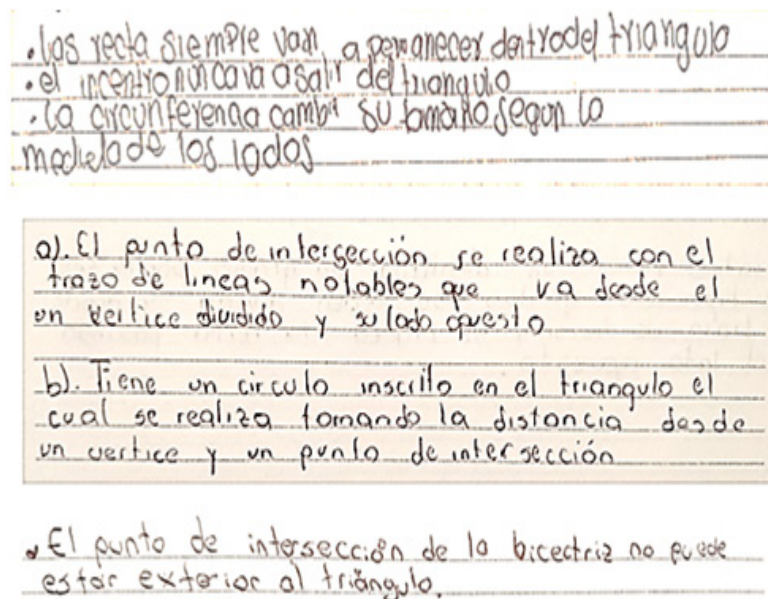 . las recta siempre van a permanecer dentro del triangulo
. el incentro nunca va a salir del triangulo
. la circunferencia cambia su tamaño segun la
medida de los lados
a). El punto de intersección se realiza con el
trazo de lineas notables que va desde el
un vertice dividido y su lado opuesto
b). Tiene un circulo inscrito en el triangulo el
cual se realiza tomando la distancia desde
un vertice y un punto de intersección
• El punto de intersección de la bicectriz no puede
estar exterior al triángulo.